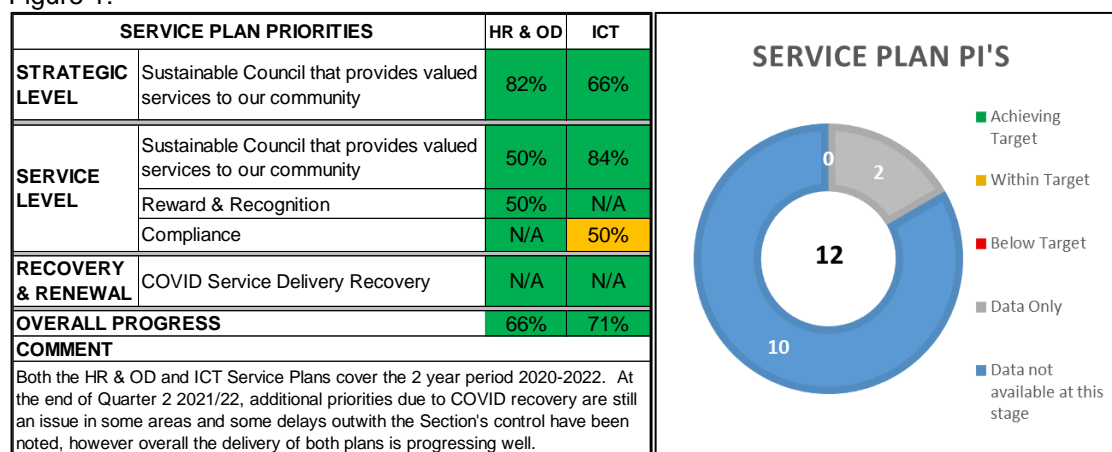 Figure 1:
SERVICE PLAN PRIORITIES HR & OD ICT
STRATEGIC LEVEL Sustainable Council that provides valued services to our community 82% 66%
SERVICE LEVEL Sustainable Council that provides valued services to our community 50% 84%
Reward & Recognition 50% N/A
Compliance N/A 50%
RECOVERY & RENEWAL COVID Service Delivery Recovery N/A N/A
OVERALL PROGRESS 66% 71%
COMMENT
Both the HR & OD and ICT Service Plans cover the 2 year period 2020-2022. At
the end of Quarter 2 2021/22, additional priorities due to COVID recovery are still
an issue in some areas and some delays outwith the Section's control have been
noted, however overall the delivery of both plans is progressing well.
SERVICE PLAN PI'S
0
2
12
10
Achieving
Target
Within Target
Below Target
Data Only
Data not
available at this
stage